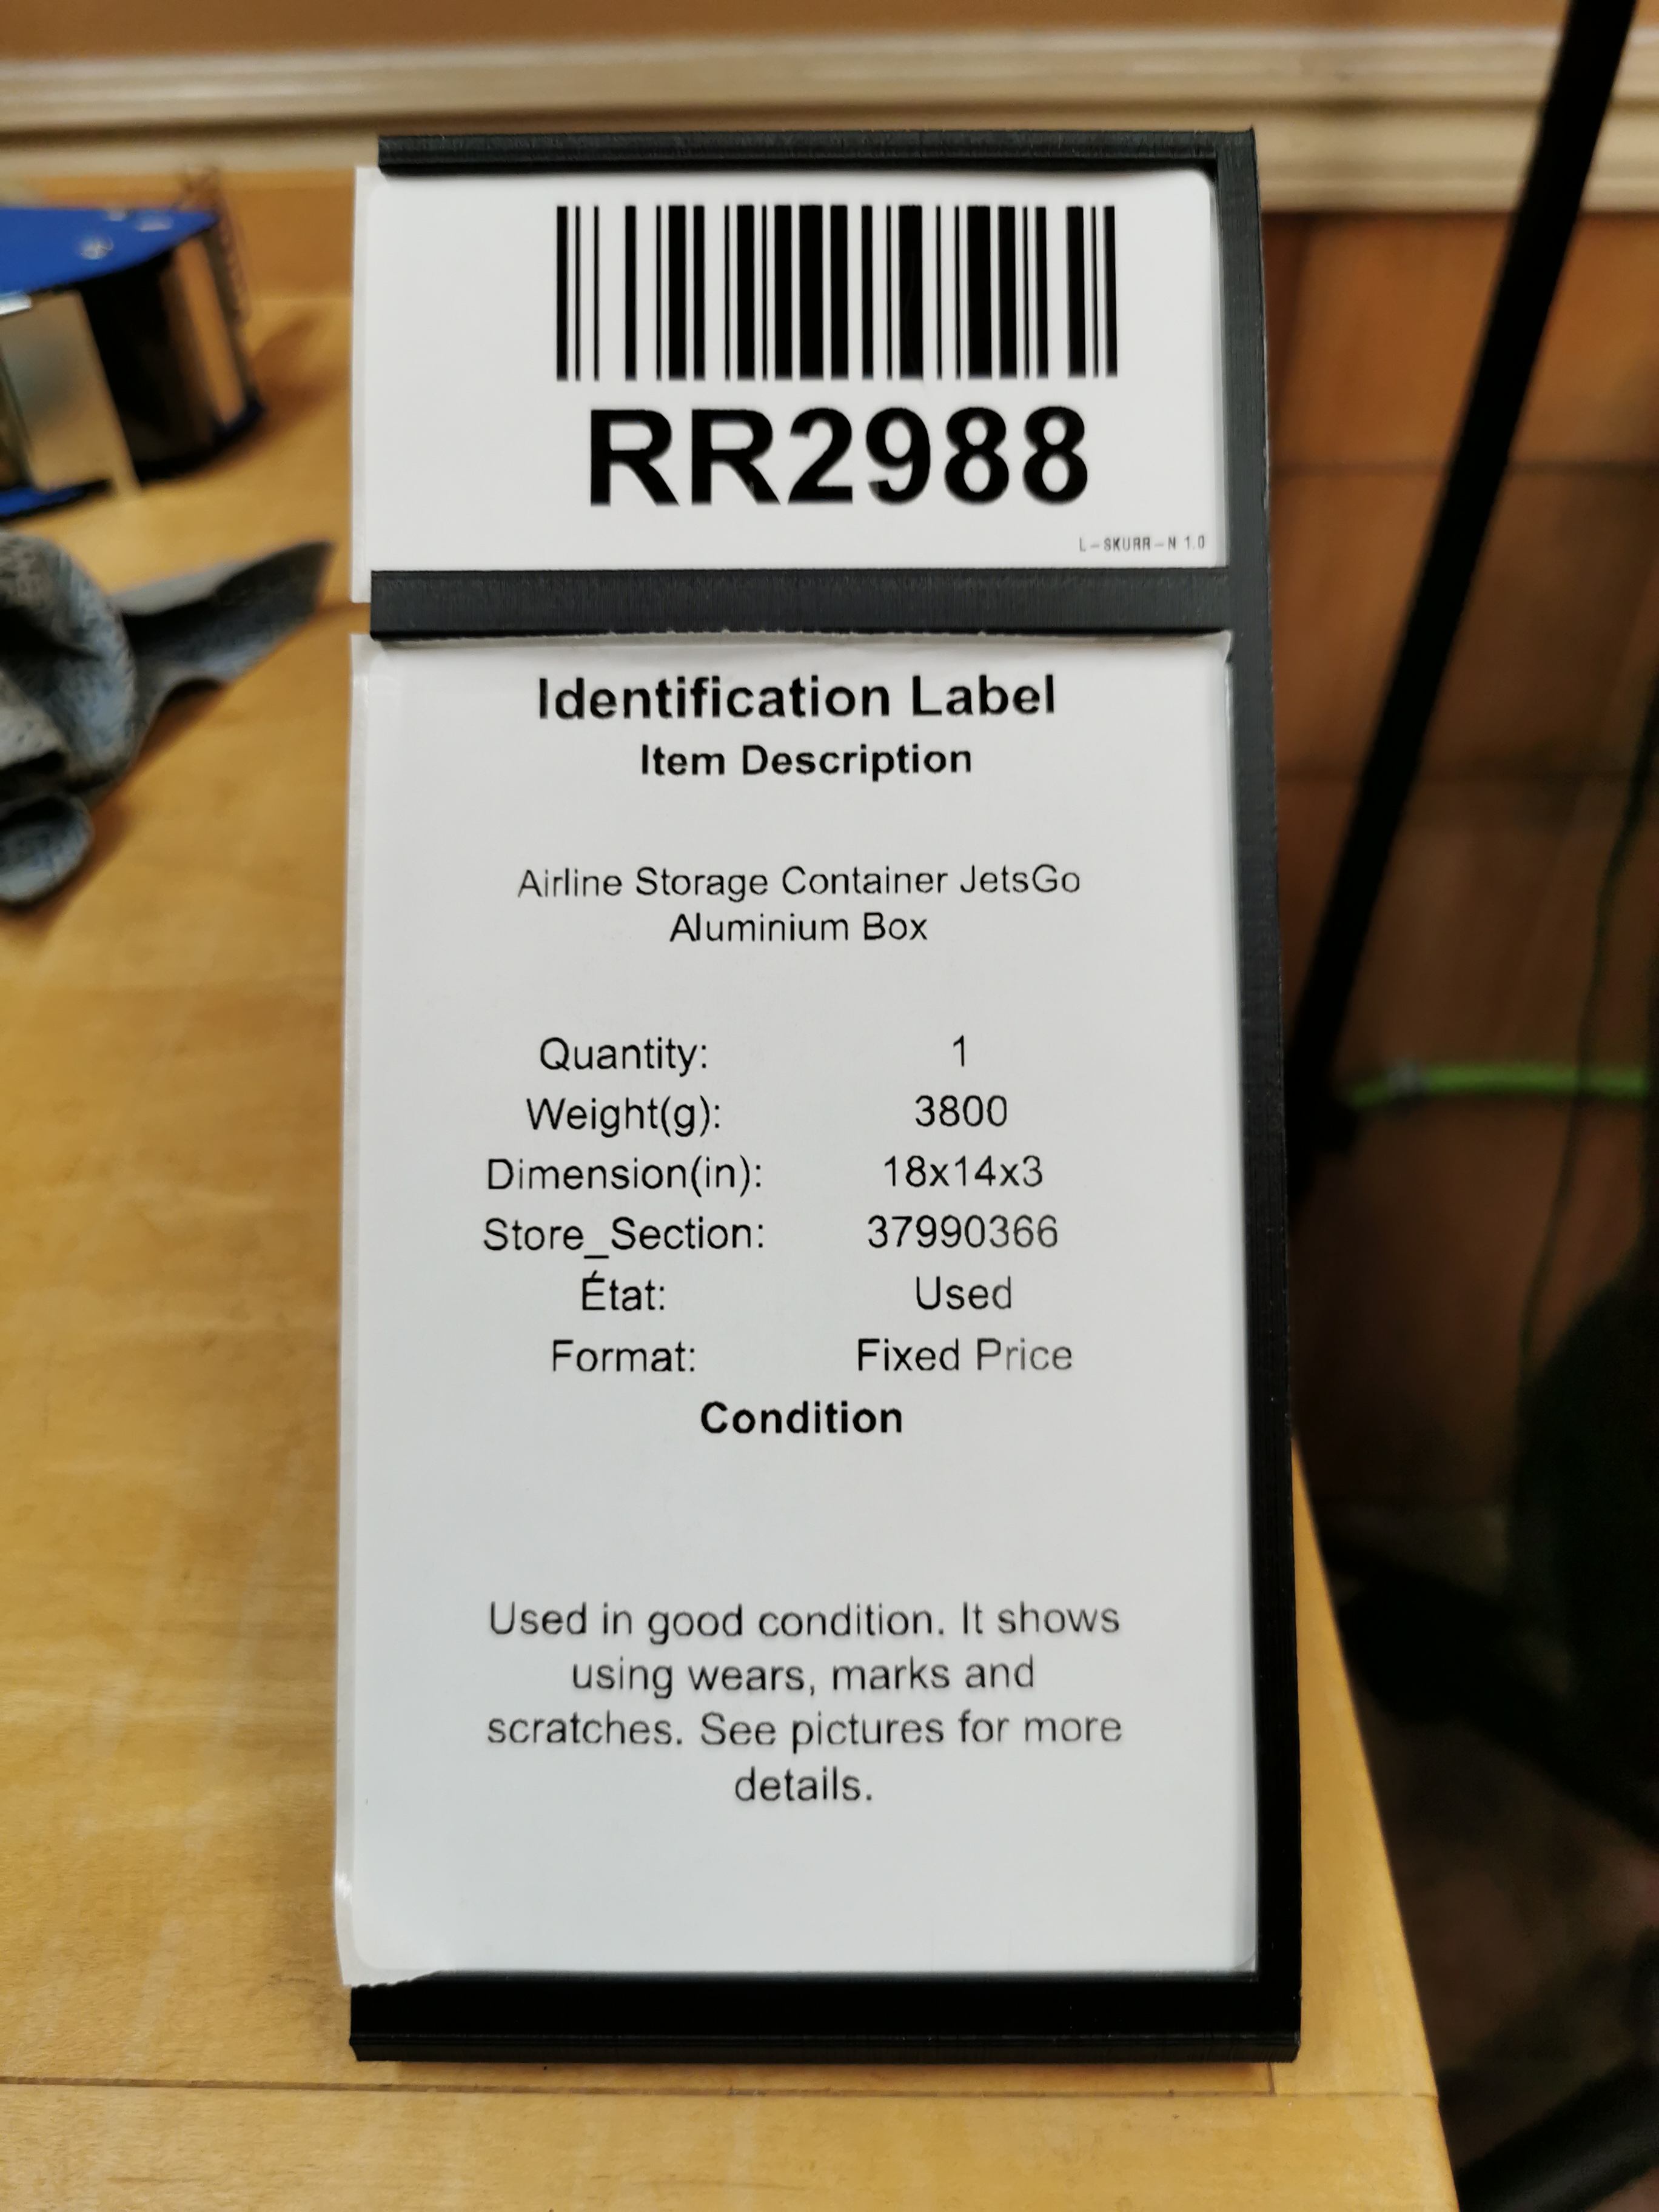 RR2988
L-SKURR-N 1.0
Identification Label
Item Description
Airline Storage Container JetsGo
Aluminium Box
Quantity: 1
Weight(g): 3800
Dimension(in): 18x14x3
Store_Section: 37990366
État: Used
Format: Fixed Price
Condition
Used in good condition. It shows
using wears, marks and
scratches. See pictures for more
details.